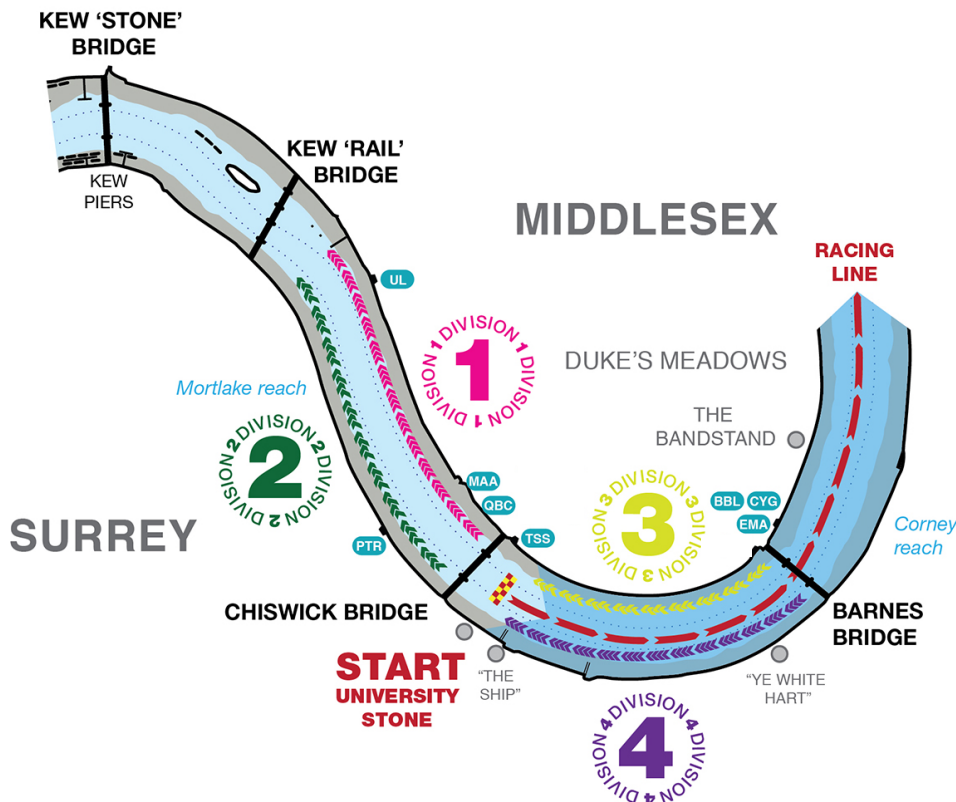 KEW ‘STONE’
BRIDGE
KEW ‘RAIL’
BRIDGE
KEW
PIERS
MIDDLESEX
RACING
LINE
UL
DIVISION 1 DIVISION 1 DIVISION 1
1
DUKE’S MEADOWS
Mortlake reach
THE
BANDSTAND
DIVISION 2 DIVISION 2 DIVISION 2
2
MAA
QBC
DIVISION 3 DIVISION 3 DIVISION 3
3
BBL
CYG
EMA
SURREY
PTR
TSS
Corney
reach
CHISWICK BRIDGE
BARNES
BRIDGE
START
UNIVERSITY
STONE
“THE
SHIP”
“YE WHITE
HART”
DIVISION 4 DIVISION 4 DIVISION 4
4